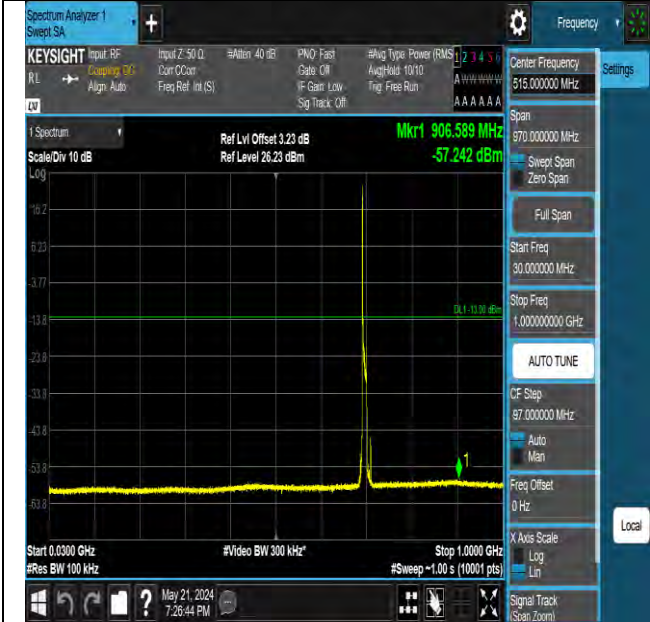 Spectrum Analyzer 1
Swept SA
+
Frequency
KEYSIGHT
RL
Input: RF
Coupling: DC
Align: Auto
Input Z: 50 Ω
Corr CCorr
Freq Ref: Int (S)
#Atten: 40 dB
PNO: Fast
Gate: Off
IF Gain: Low
Sig Track: Off
#Avg Type: Power (RMS
Avg|Hold: 10/10
Trig: Free Run
1 2 3 4 5 6
A W W W W W
A A A A A A
LXI
1 Spectrum
Scale/Div 10 dB
Log
Ref Lvl Offset 3.23 dB
Ref Level 26.23 dBm
Mkr1 906.589 MHz
-57.242 dBm
16.2
6.23
-3.77
-13.8
-23.8
-33.8
-43.8
-53.8
-63.8
DL1 -13.00 dBm
1
Start 0.0300 GHz
#Res BW 100 kHz
#Video BW 300 kHz*
Stop 1.0000 GHz
#Sweep ~1.00 s (10001 pts)
Center Frequency
515.000000 MHz
Settings
Span
970.000000 MHz
Swept Span
Zero Span
Full Span
Start Freq
30.000000 MHz
Stop Freq
1.000000000 GHz
AUTO TUNE
CF Step
97.000000 MHz
Auto
Man
Freq Offset
0 Hz
X Axis Scale
Log
Lin
Local
Signal Track
(Span Zoom)
?
May 21, 2024
7:26:44 PM